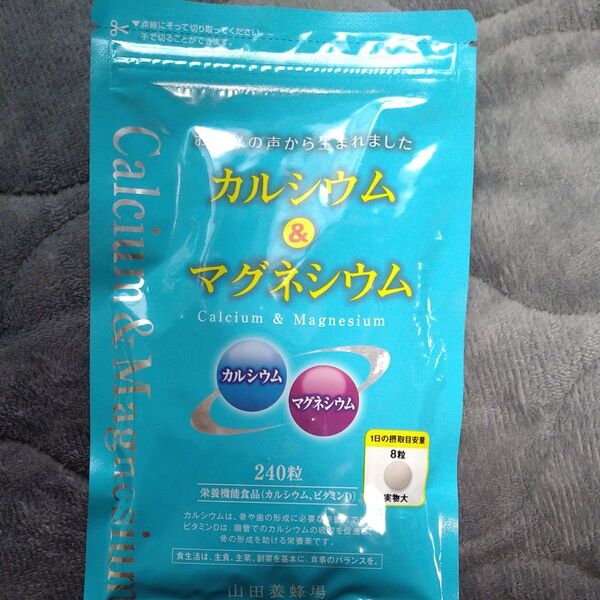 ▼点線にそって切り取ってください。
手で切ることができます。
Calcium & Magnesium
の声から生まれました
カルシウム
&
マグネシウム
Calcium & Magnesium
カルシウム
マグネシウム
1日の摂取目安量
8粒
実物大
240粒
栄養機能食品(カルシウム、ビタミンD)
カルシウムは、骨や歯の形成に必要な
ビタミンDは、腸管でのカルシウムの吸収を促進
骨の形成を助ける栄養素です。
食生活は、主食、主菜、副菜を基本に、食事のバランスを。
山田養蜂場